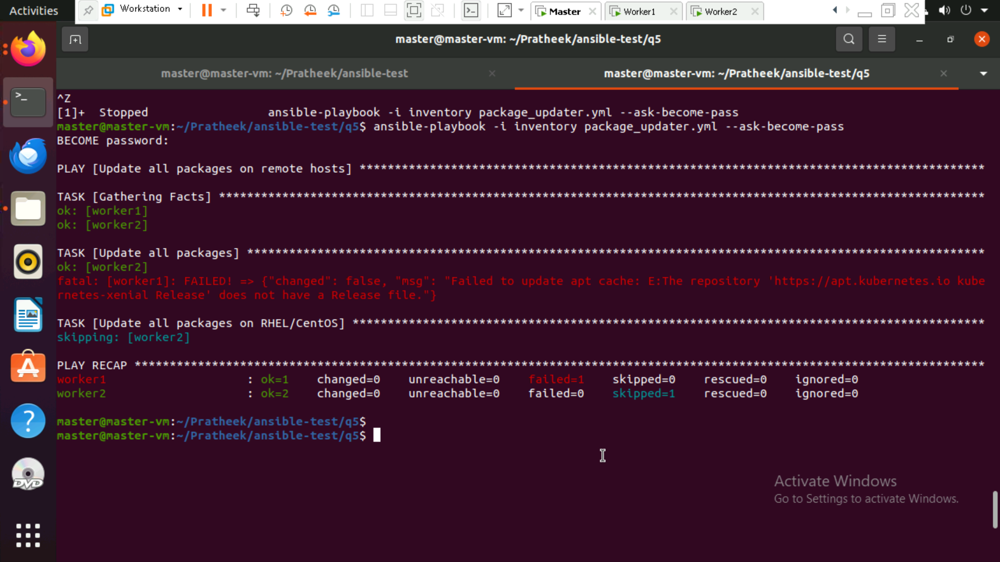 Activities
Workstation
Master
Worker1
Worker2
master@master-vm: ~/Pratheek/ansible-test/q5
master@master-vm: ~/Pratheek/ansible-test
master@master-vm: ~/Pratheek/ansible-test/q5
^Z
[1]+  Stopped                 ansible-playbook -i inventory package_updater.yml --ask-become-pass
master@master-vm:~/Pratheek/ansible-test/q5$ ansible-playbook -i inventory package_updater.yml --ask-become-pass
BECOME password:
PLAY [Update all packages on remote hosts] *****************************************************************************************
TASK [Gathering Facts] *************************************************************************************************************
ok: [worker1]
ok: [worker2]
TASK [Update all packages] *********************************************************************************************************
ok: [worker2]
fatal: [worker1]: FAILED! => {"changed": false, "msg": "Failed to update apt cache: E:The repository 'https://apt.kubernetes.io kube
rnetes-xenial Release' does not have a Release file."}
TASK [Update all packages on RHEL/CentOS] ******************************************************************************************
skipping: [worker2]
PLAY RECAP *************************************************************************************************************************
worker1                    : ok=1    changed=0    unreachable=0    failed=1    skipped=0    rescued=0    ignored=0
worker2                    : ok=2    changed=0    unreachable=0    failed=0    skipped=1    rescued=0    ignored=0
master@master-vm:~/Pratheek/ansible-test/q5$
master@master-vm:~/Pratheek/ansible-test/q5$
Activate Windows
Go to Settings to activate Windows.
DVD